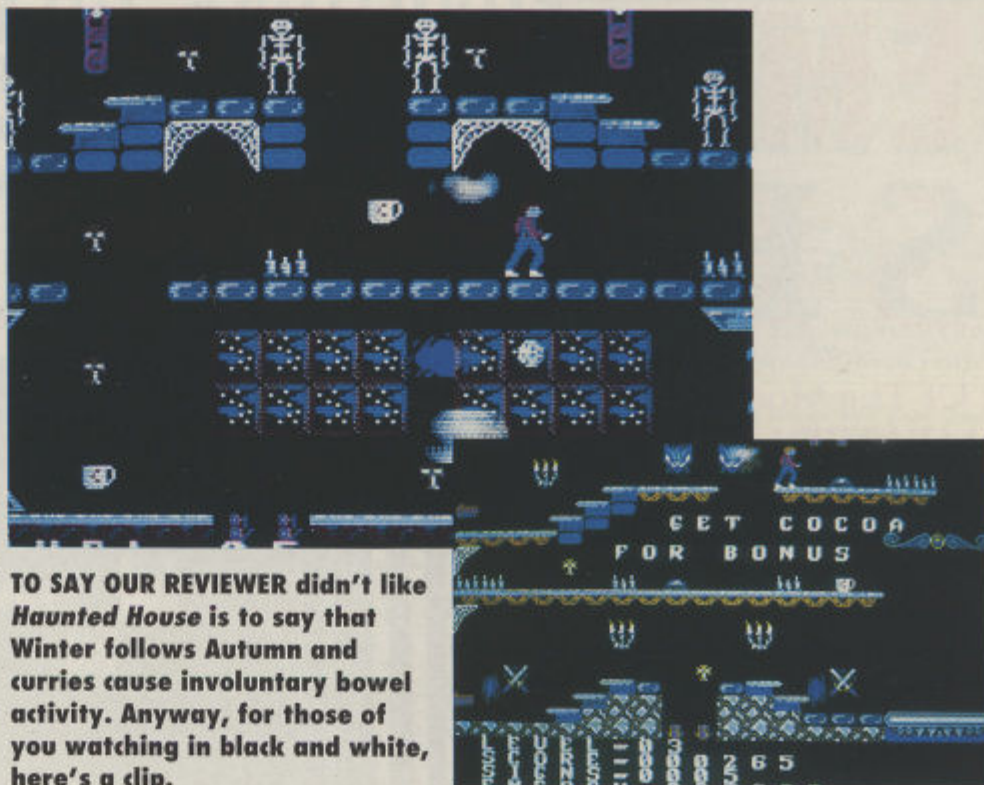 GET COCOA
FOR BONUS
TO SAY OUR REVIEWER didn't like
Haunted House is to say that
Winter follows Autumn and
curries cause involuntary bowel
activity. Anyway, for those of
you watching in black and white,
here's a clip.